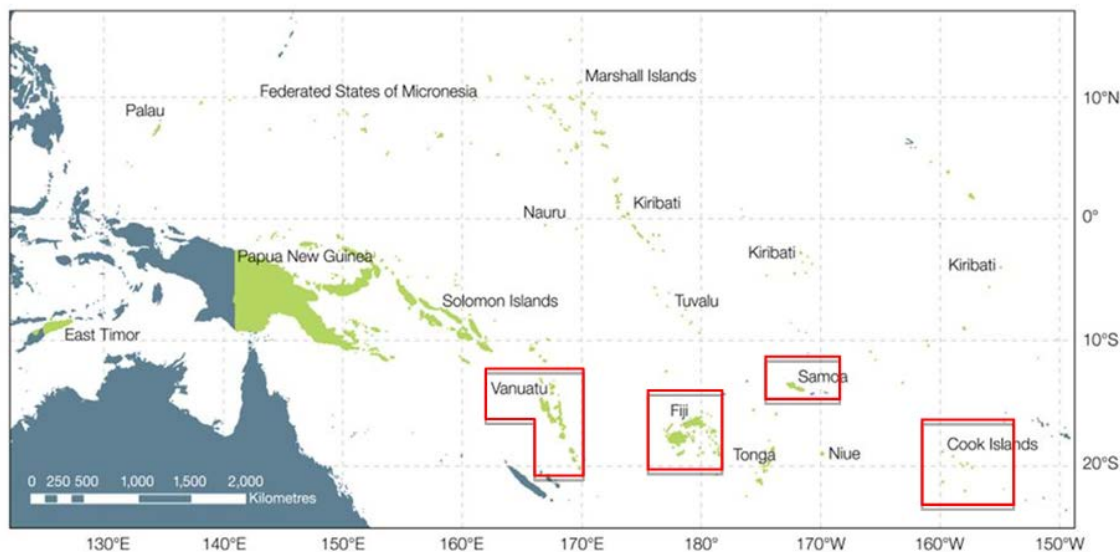 Marshall Islands
Federated States of Micronesia
Palau
10°N
Nauru
Kiribati
0°
Papua New Guinea
Kiribati
Kiribati
Solomon Islands
Tuvalu
East Timor
10°S
Vanuatu
Samoa
Fiji
Cook Islands
Tonga
Niue
20°S
0 250 500 1,000 1,500 2,000
Kilometres
130°E 140°E 150°E 160°E 170°E 180° 170°W 160°W 150°W